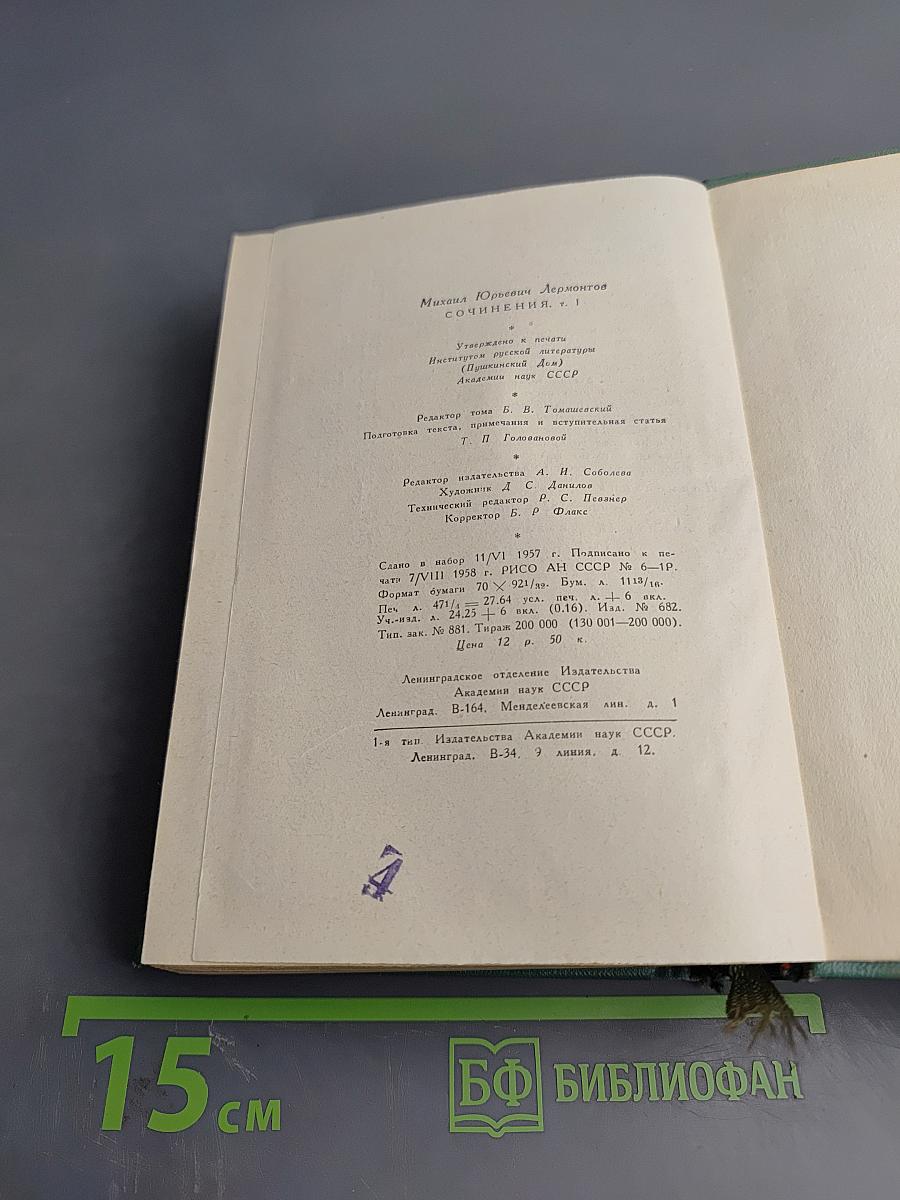 Михаил Юрьевич Лермонтов
СОЧИНЕНИЯ, т. 1
*
Утверждено к печати
Институтом русской литературы
(Пушкинский Дом)
Академии наук СССР
*
Редактор тома Б. В. Томашевский
Подготовка текста, примечания и вступительная статья
Т. П Головановой
*
Редактор издательства А. И. Соболева
Художник Д С. Данилов
Технический редактор Р. С. Певзнер
Корректор Б. Р Флакс
*
Сдано в набор 11/VI 1957 г. Подписано к пе-
чати 7/VIII 1958 г. РИСО АН СССР № 6—1Р.
Формат бумаги 70 × 921/32. Бум. л. 1113/16.
Печ л. 471/4 = 27.64 усл. печ. л. + 6 вкл.
Уч.-изд. л. 24.25 + 6 вкл. (0.16). Изд. № 682.
Тип. зак. № 881. Тираж 200 000 (130 001—200 000).
Цена 12 р. 50 к.
Ленинградское отделение Издательства
Академии наук СССР
Ленинград, В-164, Менделеевская лин. д. 1
1-я тип. Издательства Академии наук СССР.
Ленинград, В-34, 9 линия, д 12.
4
15 см
БФ БИБЛИОФАН